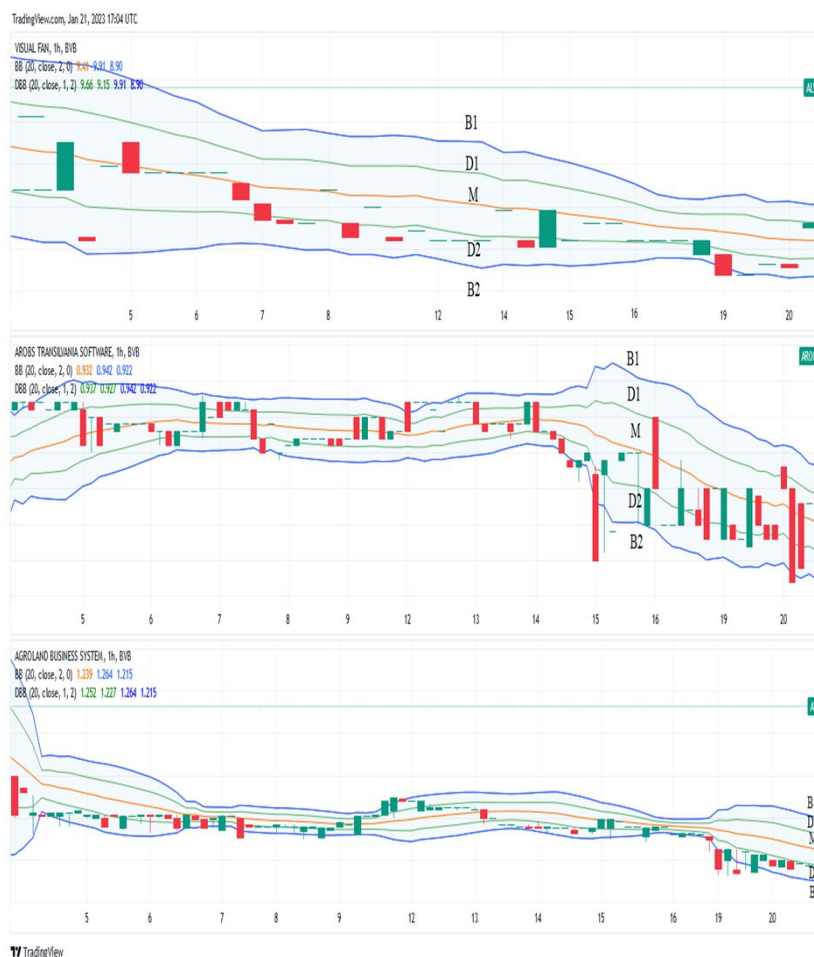 TradingView.com, Jan 21, 2023 17:04 UTC
VISUAL FAN, 1h, BVB
BB (20, close, 2, 0) 9.41 9.91 8.90
DBB (20, close, 1, 2) 9.66 9.15 9.91 8.90
AL
B1
D1
M
D2
B2
5 6 7 8 12 14 15 16 19 20
AROBS TRANSILVANIA SOFTWARE, 1h, BVB
BB (20, close, 2, 0) 0.932 0.942 0.922
DBB (20, close, 1, 2) 0.937 0.927 0.942 0.922
ARO
B1
D1
M
D2
B2
5 6 7 8 9 12 13 14 15 16 19 20
AGROLAND BUSINESS SYSTEM, 1h, BVB
BB (20, close, 2, 0) 1.239 1.264 1.215
DBB (20, close, 1, 2) 1.252 1.227 1.264 1.215
A
B
D
M
D
B
5 6 7 8 9 12 13 14 15 16 19 20
TradingView